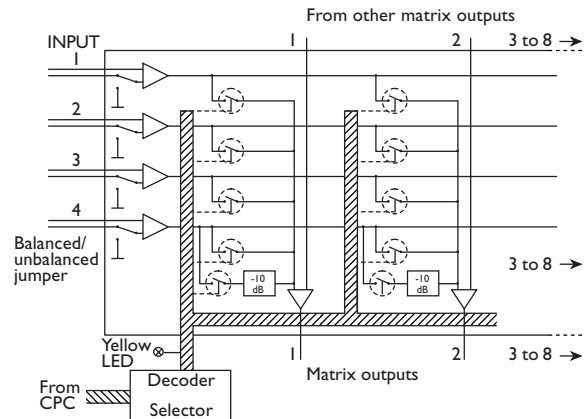 From other matrix outputs
INPUT
1
1
2
3 to 8
2
3
4
Balanced/
unbalanced
jumper
3 to 8
-10
dB
-10
dB
Yellow
LED
1
Matrix outputs
2
3 to 8
From
CPC
Decoder
Selector